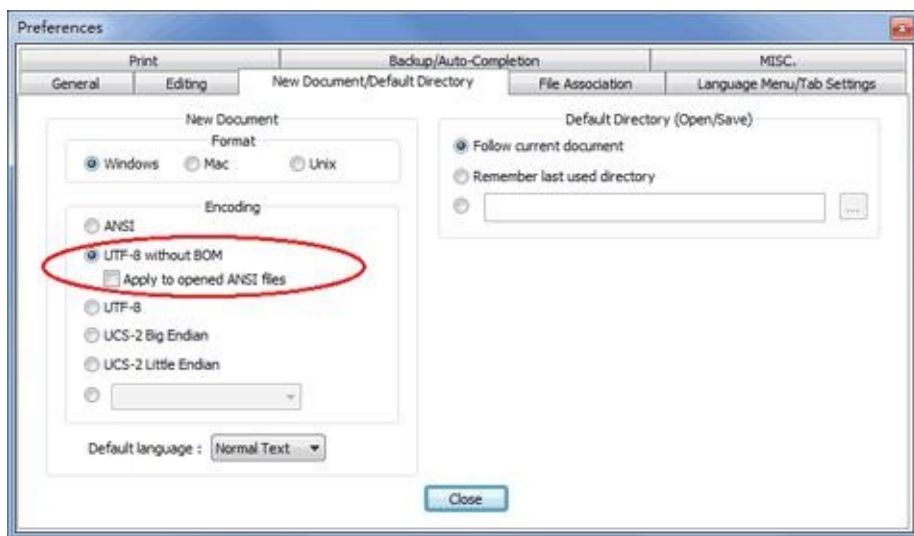 Preferences
Print Backup/Auto-Completion MISC.
General Editing New Document/Default Directory File Association Language Menu/Tab Settings
New Document
Format
Windows Mac Unix
Encoding
ANSI
UTF-8 without BOM
Apply to opened ANSI files
UTF-8
UCS-2 Big Endian
UCS-2 Little Endian
Default language : Normal Text
Default Directory (Open/Save)
Follow current document
Remember last used directory
...
Close